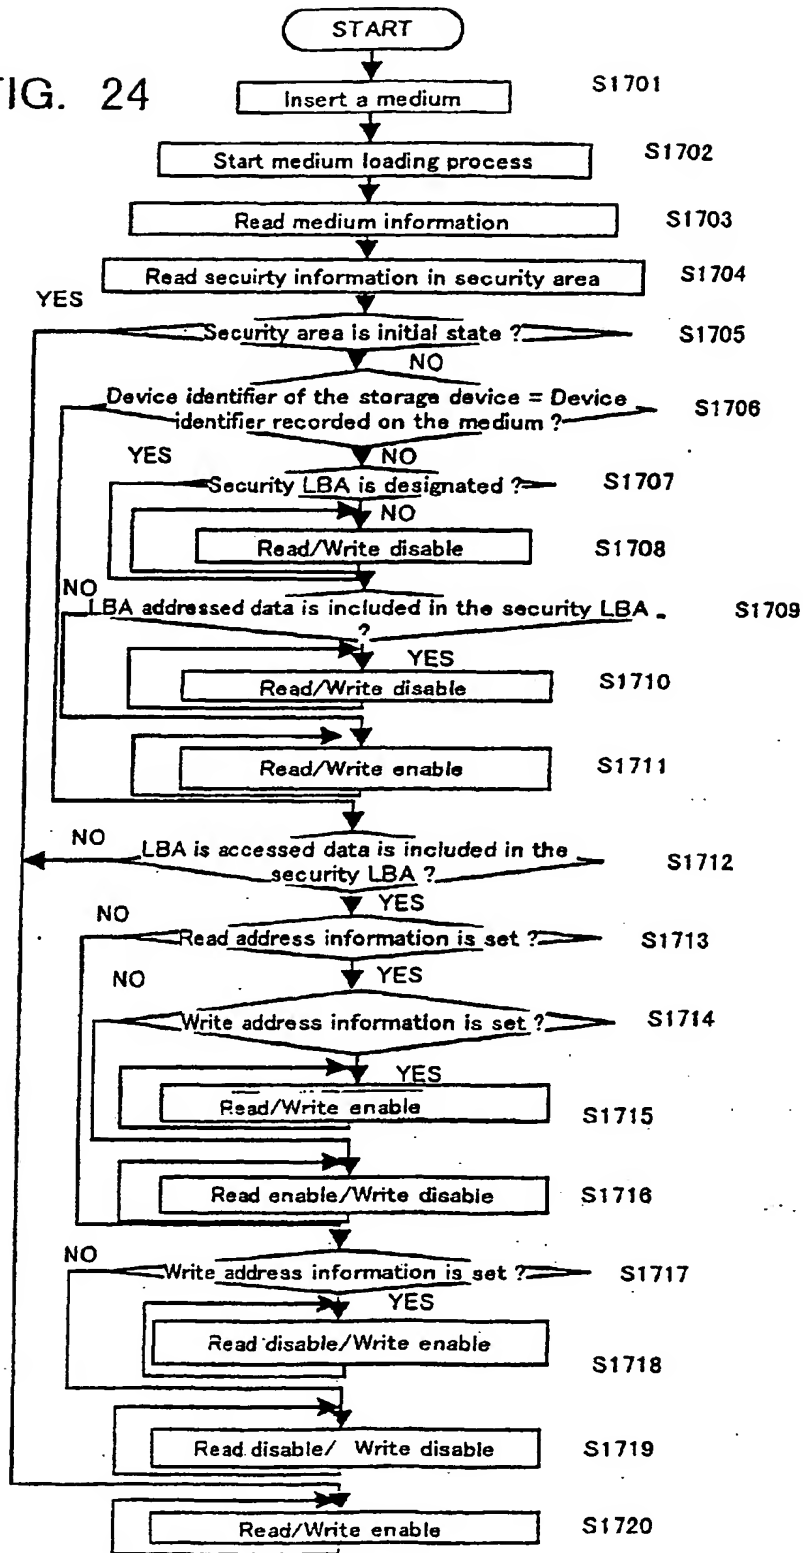 START
FIG. 24
S1701
Insert a medium
S1702
Start medium loading process
S1703
Read medium information
S1704
Read secuirty information in security area
YES
S1705
Security area is initial state ?
NO
Device identifier of the storage device = Device
identifier recorded on the medium ?
S1706
YES
NO
Security LBA is designated ?
S1707
NO
Read/Write disable
S1708
NO
LBA addressed data is included in the security LBA
?
S1709
YES
Read/Write disable
S1710
Read/Write enable
S1711
NO
LBA is accessed data is included in the
security LBA ?
S1712
YES
NO
Read address information is set ?
S1713
YES
NO
Write address information is set ?
S1714
YES
Read/Write enable
S1715
Read enable/Write disable
S1716
NO
Write address information is set ?
S1717
YES
Read disable/Write enable
S1718
Read disable/ Write disable
S1719
Read/Write enable
S1720